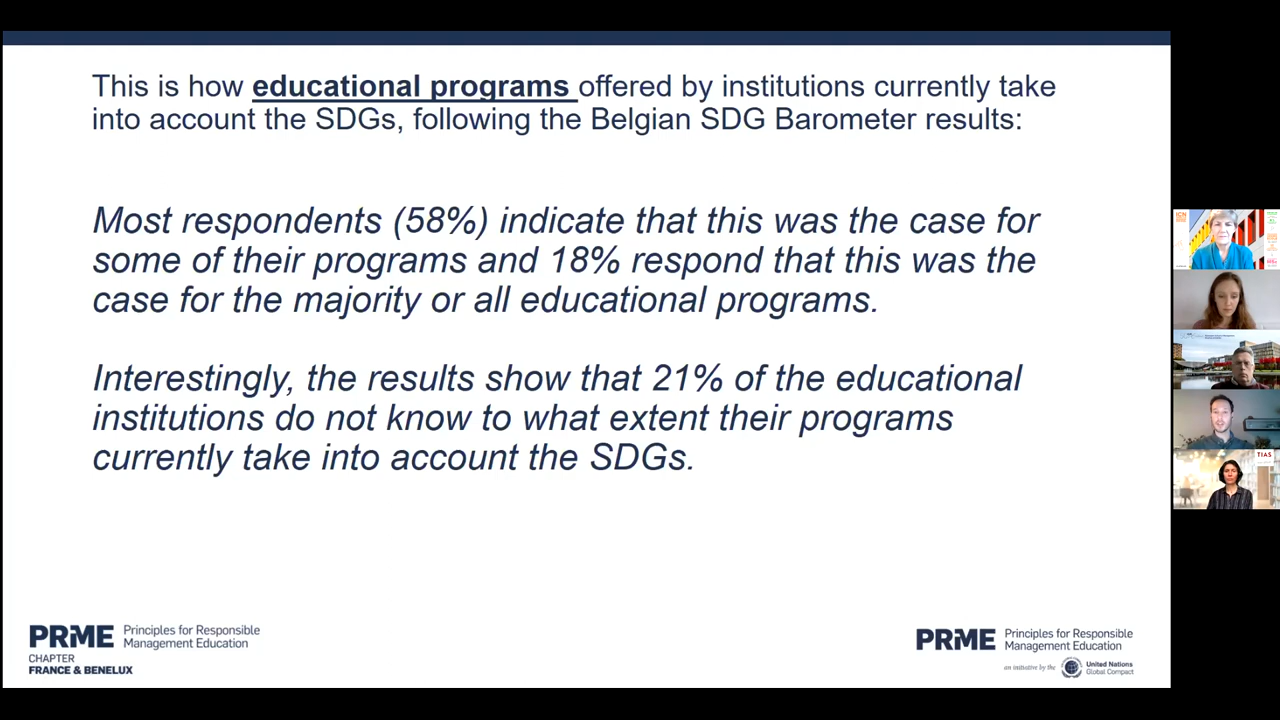 This is how educational programs offered by institutions currently take
into account the SDGs, following the Belgian SDG Barometer results:
Most respondents (58%) indicate that this was the case for
some of their programs and 18% respond that this was the
case for the majority or all educational programs.
Interestingly, the results show that 21% of the educational
institutions do not know to what extent their programs
currently take into account the SDGs.
PRME Principles for Responsible
Management Education
CHAPTER
FRANCE & BENELUX
PRME Principles for Responsible
Management Education
an initiative by the United Nations
Global Compact
ICN
TIAS